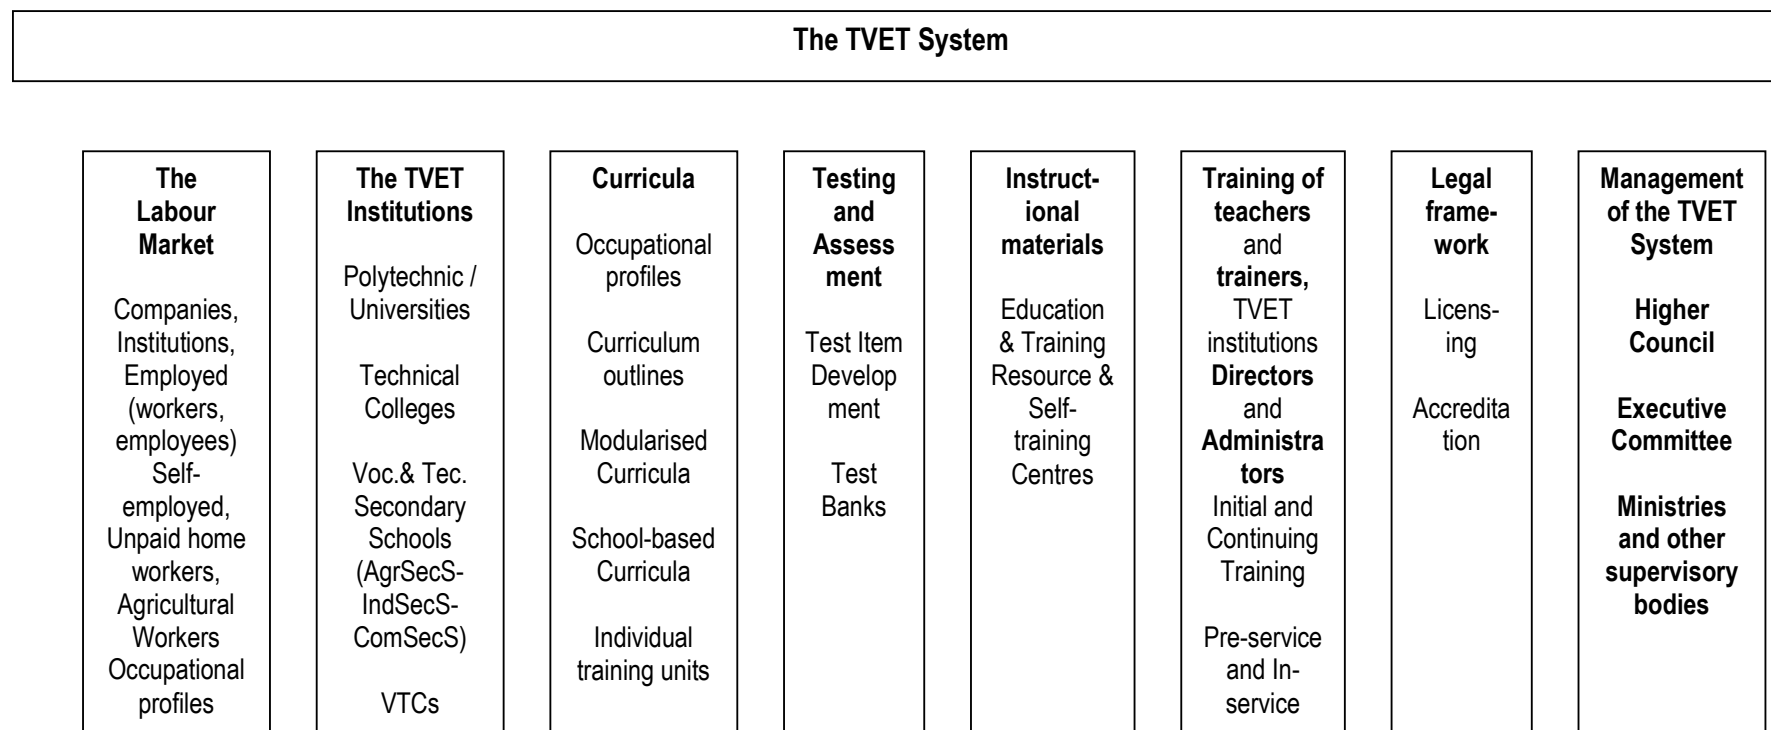 The TVET System
The
Labour
Market
Companies,
Institutions,
Employed
(workers,
employees)
Self-
employed,
Unpaid home
workers,
Agricultural
Workers
Occupational
profiles
The TVET
Institutions
Polytechnic /
Universities
Technical
Colleges
Voc.& Tec.
Secondary
Schools
(AgrSecS-
IndSecS-
ComSecS)
VTCs
Curricula
Occupational
profiles
Curriculum
outlines
Modularised
Curricula
School-based
Curricula
Individual
training units
Testing
and
Assess
ment
Test Item
Develop
ment
Test
Banks
Instruct-
ional
materials
Education
& Training
Resource &
Self-
training
Centres
Training of
teachers
and
trainers,
TVET
institutions
Directors
and
Administra
tors
Initial and
Continuing
Training
Pre-service
and In-
service
Legal
frame-
work
Licens-
ing
Accredita
tion
Management
of the TVET
System
Higher
Council
Executive
Committee
Ministries
and other
supervisory
bodies